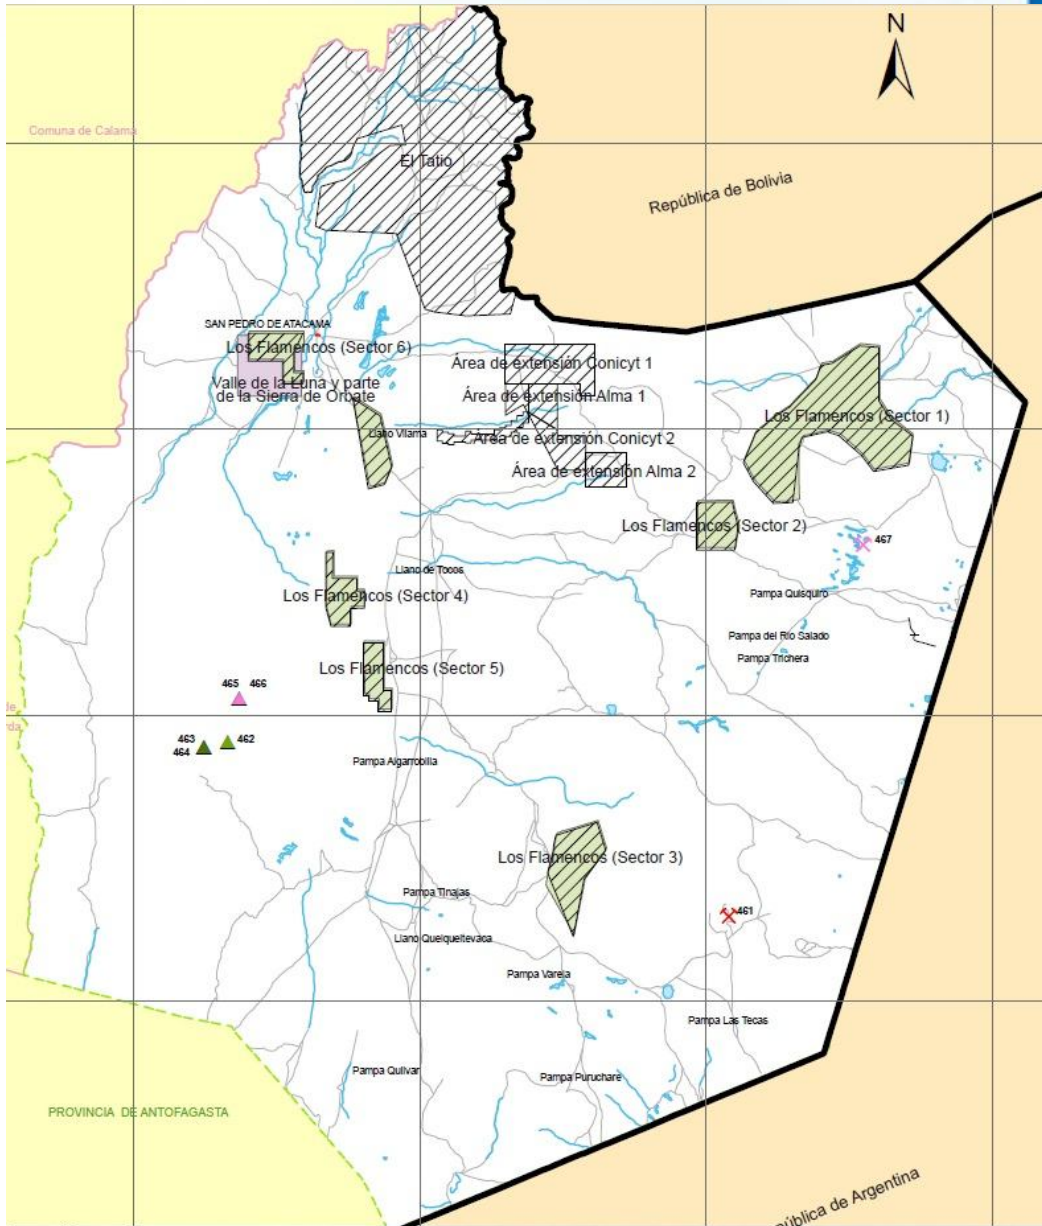 N
Comuna de Calama
El Tatio
República de Bolivia
SAN PEDRO DE ATACAMA
Los Flamencos (Sector 6)
Área de extensión Conicyt 1
Valle de la Luna y parte
de la Sierra de Orbate
Área de extensión Alma 1
Los Flamencos (Sector 1)
Llano Vilama
Área de extensión Conicyt 2
Área de extensión Alma 2
Los Flamencos (Sector 2)
467
Llano de Tocos
Los Flamencos (Sector 4)
Pampa Quisquiro
Pampa del Rio Salado
Pampa Trichera
Los Flamencos (Sector 5)
465 466
de
rda
463
464
462
Pampa Algarrobilla
Los Flamencos (Sector 3)
Pampa Tinajas
461
Llano Quelqueltevaca
Pampa Varela
Pampa Las Tecas
Pampa Quilvar
Pampa Puruchare
PROVINCIA DE ANTOFAGASTA
pública de Argentina